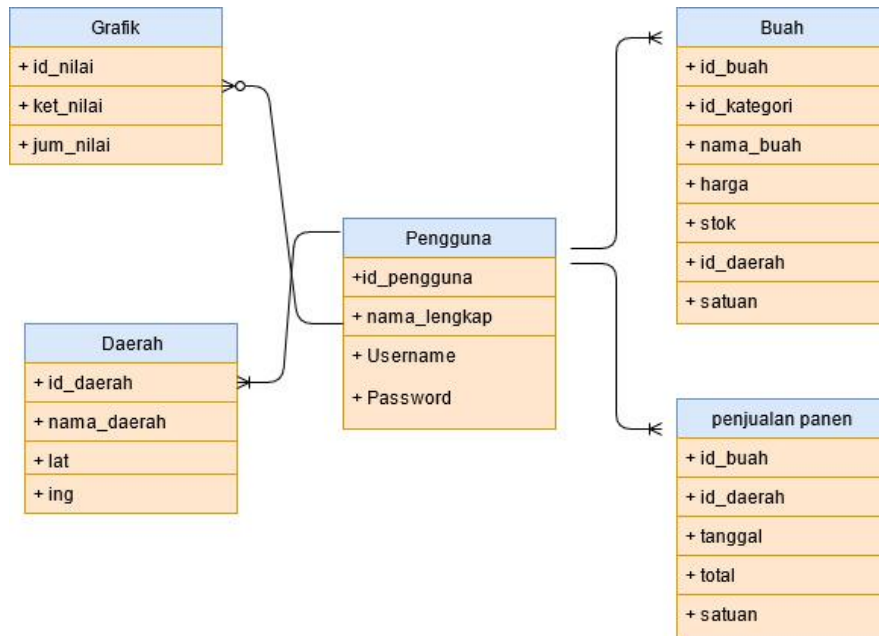 Grafik
+ id_nilai
+ ket_nilai
+ jum_nilai
Daerah
+ id_daerah
+ nama_daerah
+ lat
+ ing
Pengguna
+id_pengguna
+ nama_lengkap
+ Username
+ Password
Buah
+ id_buah
+ id_kategori
+ nama_buah
+ harga
+ stok
+ id_daerah
+ satuan
penjualan panen
+ id_buah
+ id_daerah
+ tanggal
+ total
+ satuan